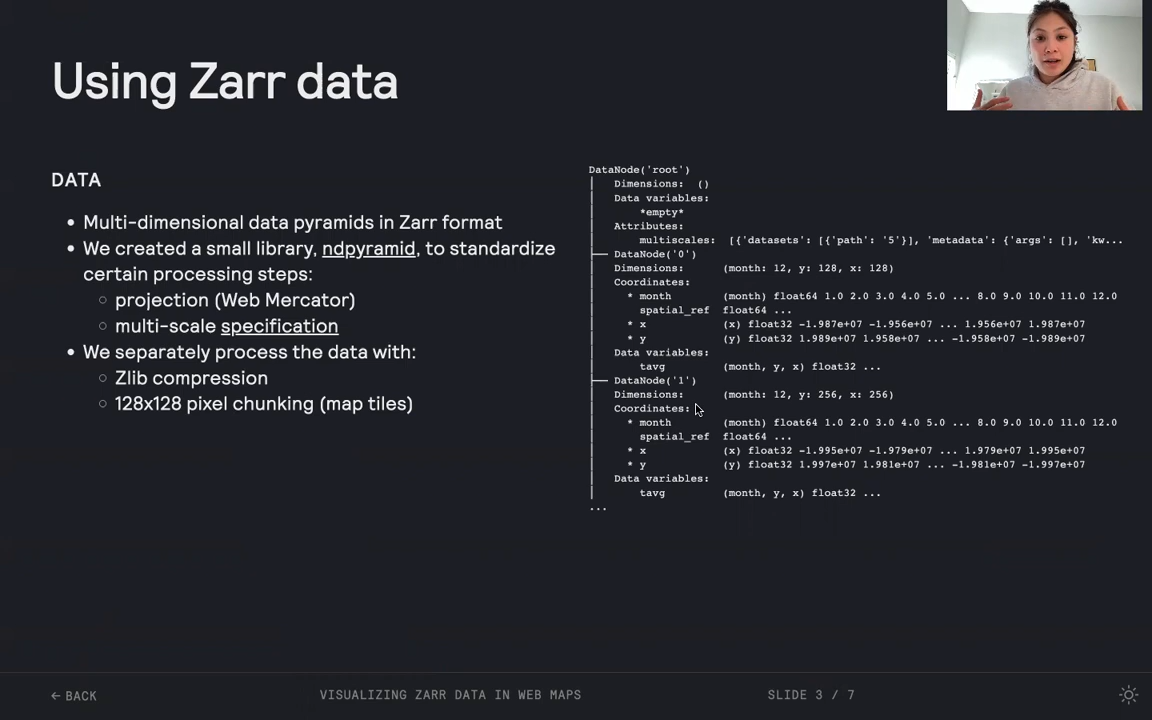 Using Zarr data
DATA
Multi-dimensional data pyramids in Zarr format
We created a small library, ndpyramid, to standardize
certain processing steps:
projection (Web Mercator)
multi-scale specification
We separately process the data with:
Zlib compression
128x128 pixel chunking (map tiles)
DataNode('root')
Dimensions: ()
Data variables:
*empty*
Attributes:
multiscales: [{'datasets': [{'path': '5'}], 'metadata': {'args': [], 'kw...
DataNode('0')
Dimensions: (month: 12, y: 128, x: 128)
Coordinates:
* month (month) float64 1.0 2.0 3.0 4.0 5.0 ... 8.0 9.0 10.0 11.0 12.0
spatial_ref float64 ...
* x (x) float32 -1.987e+07 -1.956e+07 ... 1.956e+07 1.987e+07
* y (y) float32 1.989e+07 1.958e+07 ... -1.958e+07 -1.989e+07
Data variables:
tavg (month, y, x) float32 ...
DataNode('1')
Dimensions: (month: 12, y: 256, x: 256)
Coordinates:
* month (month) float64 1.0 2.0 3.0 4.0 5.0 ... 8.0 9.0 10.0 11.0 12.0
spatial_ref float64 ...
* x (x) float32 -1.995e+07 -1.979e+07 ... 1.979e+07 1.995e+07
* y (y) float32 1.997e+07 1.981e+07 ... -1.981e+07 -1.997e+07
Data variables:
tavg (month, y, x) float32 ...
...
← BACK
VISUALIZING ZARR DATA IN WEB MAPS
SLIDE 3 / 7